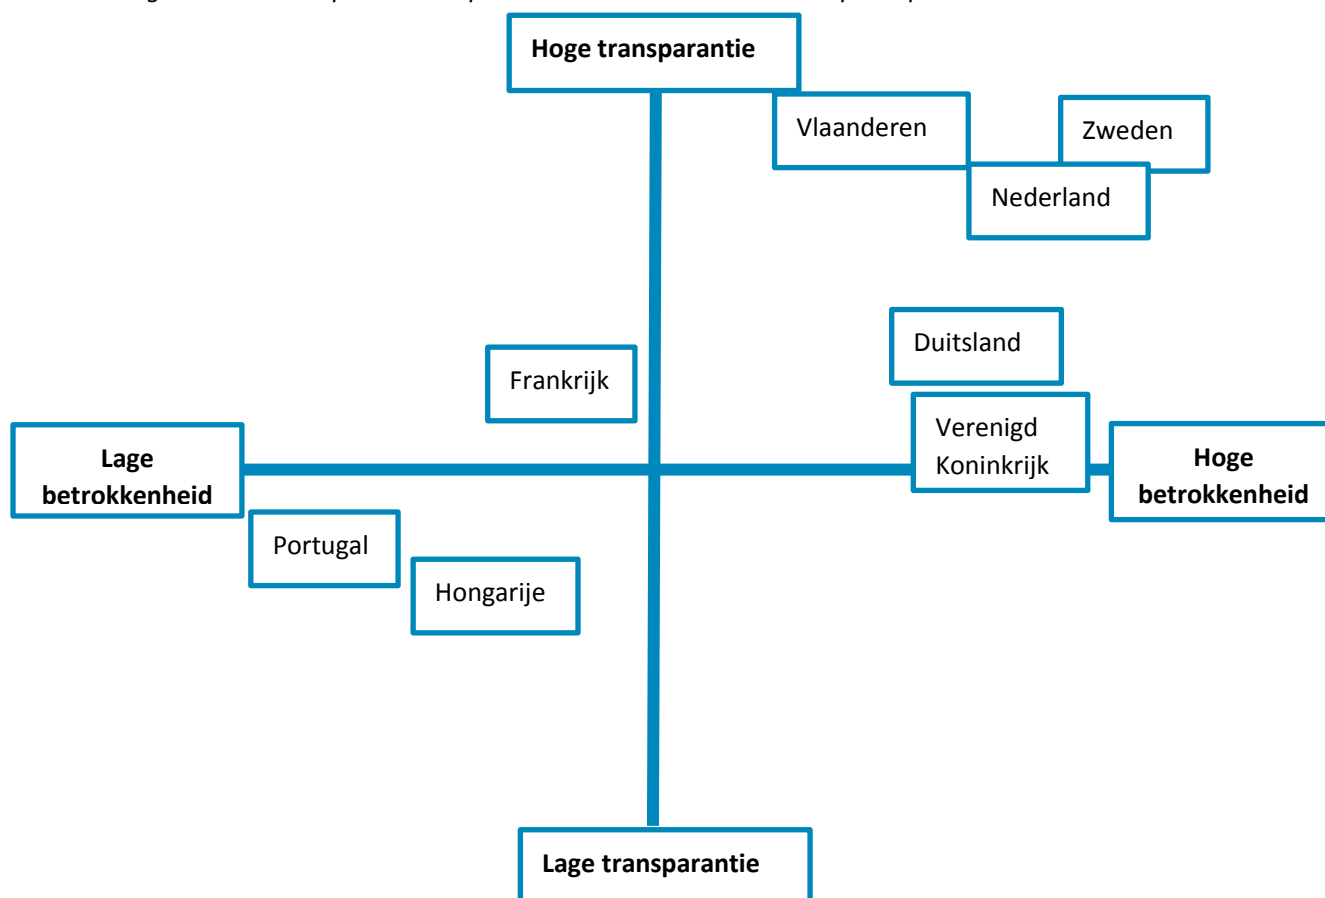 Hoge transparantie
Vlaanderen
Zweden
Nederland
Duitsland
Frankrijk
Verenigd
Koninkrijk
Lage
betrokkenheid
Hoge
betrokkenheid
Portugal
Hongarije
Lage transparantie